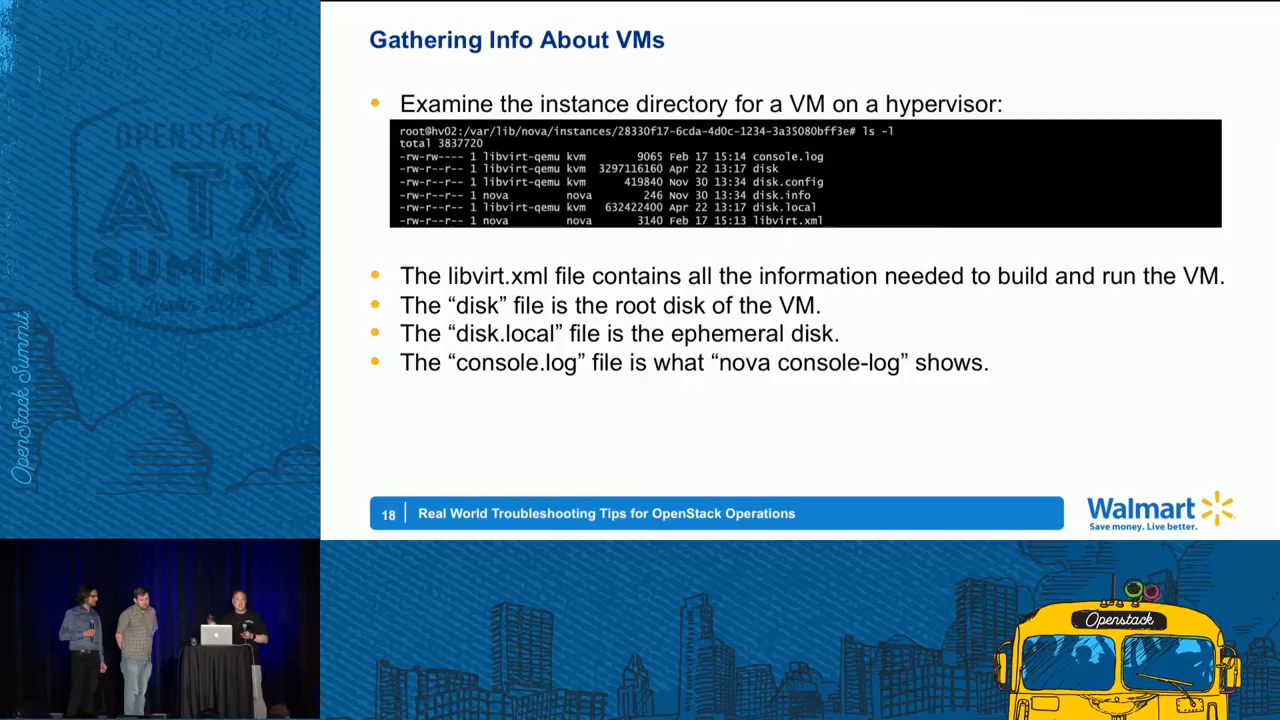 Gathering Info About VMs
Examine the instance directory for a VM on a hypervisor:
root@hv02:/var/lib/nova/instances/28330f17-6cda-4d0c-1234-3a35080bff3e# ls -l
total 3837720
-rw-rw---- 1 libvirt-qemu kvm 9065 Feb 17 15:14 console.log
-rw-r--r-- 1 libvirt-qemu kvm 3297116160 Apr 22 13:17 disk
-rw-r--r-- 1 libvirt-qemu kvm 419840 Nov 30 13:34 disk.config
-rw-r--r-- 1 nova nova 246 Nov 30 13:34 disk.info
-rw-r--r-- 1 libvirt-qemu kvm 632422400 Apr 22 13:17 disk.local
-rw-r--r-- 1 nova nova 3140 Feb 17 15:13 libvirt.xml
The libvirt.xml file contains all the information needed to build and run the VM.
The “disk” file is the root disk of the VM.
The “disk.local” file is the ephemeral disk.
The “console.log” file is what “nova console-log” shows.
18
Real World Troubleshooting Tips for OpenStack Operations
Walmart
Save money. Live better.
OPENSTACK
ATX
SUMMIT
OpenStack Summit
Openstack